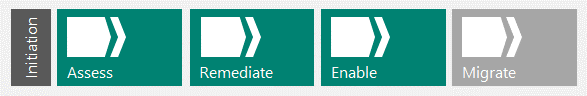 Initiation
Assess
Remediate
Enable
Migrate